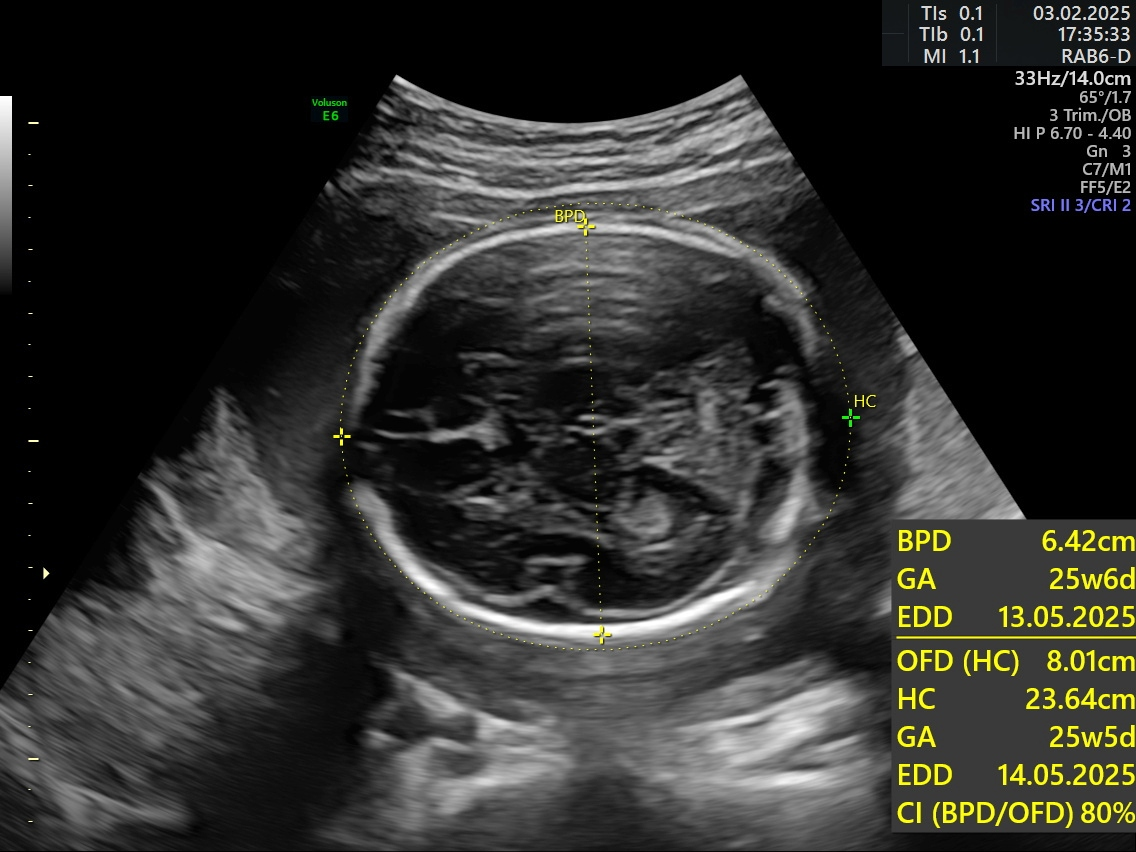 TIs 0.1 03.02.2025
TIb 0.1 17:35:33
MI 1.1 RAB6-D
33Hz/14.0cm
65°/1.7
3 Trim./OB
HI P 6.70 - 4.40
Gn 3
C7/M1
FF5/E2
SRI II 3/CRI 2
Voluson
E6
BPD
HC
BPD 6.42cm
GA 25w6d
EDD 13.05.2025
OFD (HC) 8.01cm
HC 23.64cm
GA 25w5d
EDD 14.05.2025
CI (BPD/OFD) 80%